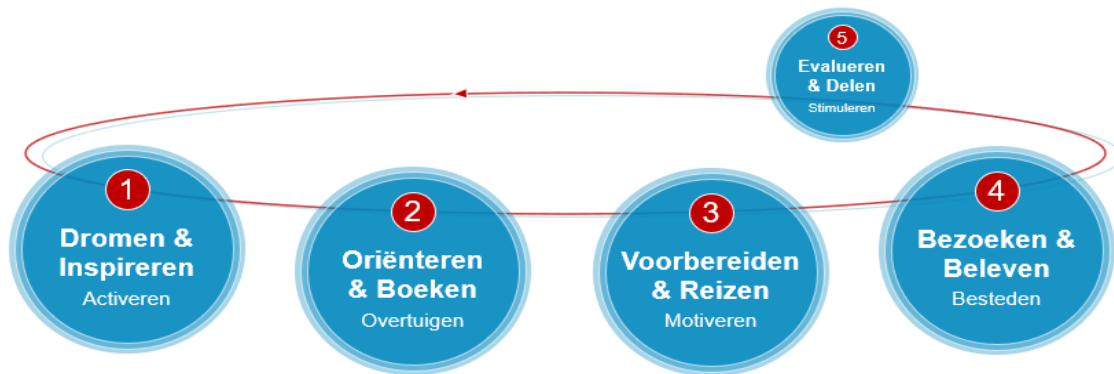 1
Dromen &
Inspireren
Activeren
2
Oriënteren
& Boeken
Overtuigen
3
Voorbereiden
& Reizen
Motiveren
4
Bezoeken &
Beleven
Besteden
5
Evalueren
& Delen
Stimuleren